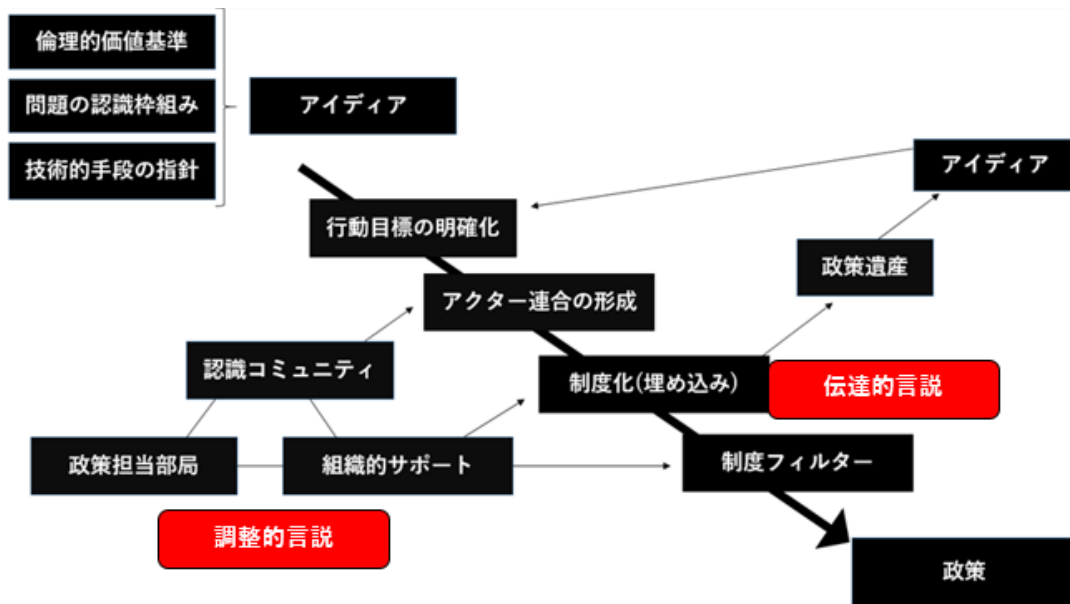 倫理的価値基準
問題の認識枠組み
技術的手段の指針
アイディア
アイディア
行動目標の明確化
政策遺産
アクター連合の形成
認識コミュニティ
制度化(埋め込み)
伝達的言説
政策担当部局
組織的サポート
制度フィルター
調整的言説
政策